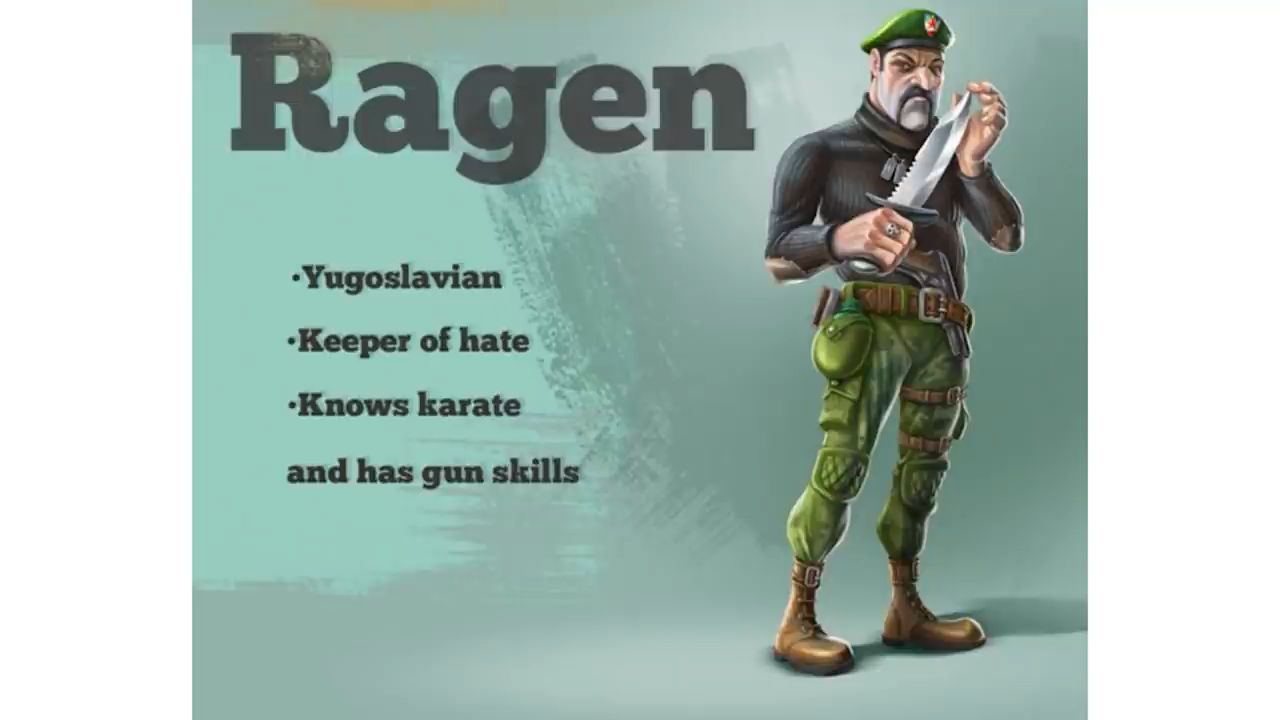 Ragen
•Yugoslavian
•Keeper of hate
•Knows karate
and has gun skills